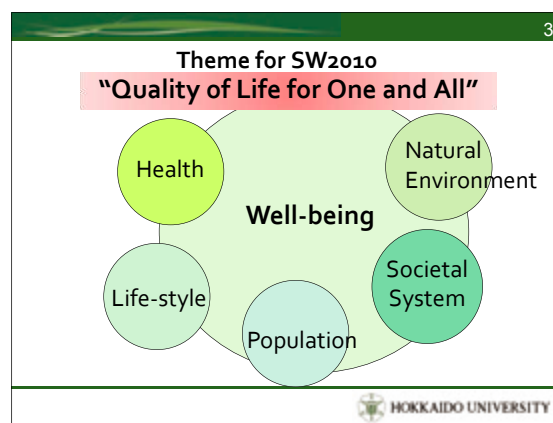 3
Theme for SW2010
“Quality of Life for One and All”
Health
Natural
Environment
Well-being
Societal
System
Life-style
Population
HOKKAIDO UNIVERSITY